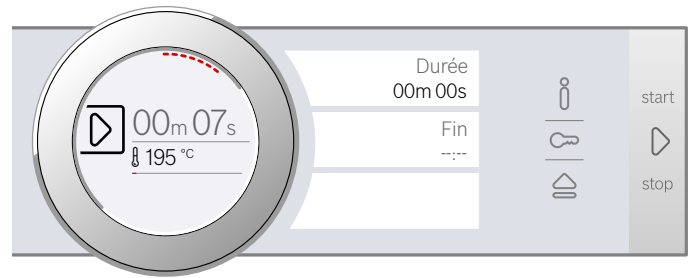 00m 07s
195 °C
Durée
00m 00s
Fin
--:--
start
stop